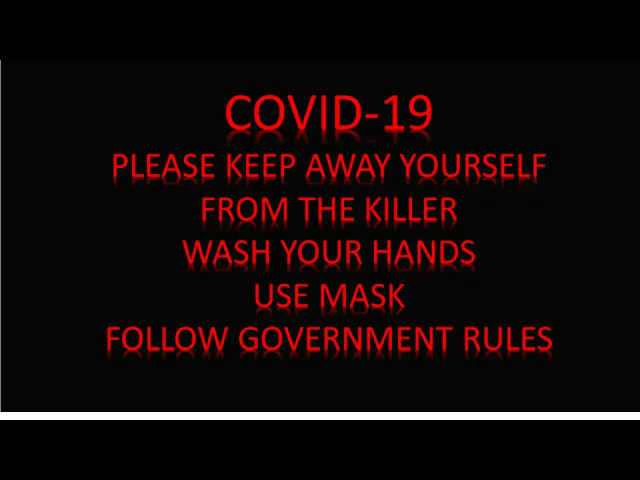 COVID-19
PLEASE KEEP AWAY YOURSELF
FROM THE KILLER
WASH YOUR HANDS
USE MASK
FOLLOW GOVERNMENT RULES